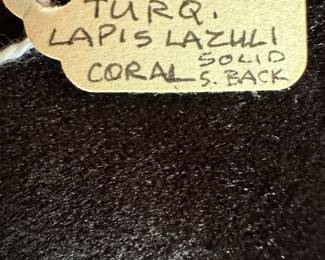 TURQ.
LAPIS LAZULI
SOLID
CORAL S. BACK